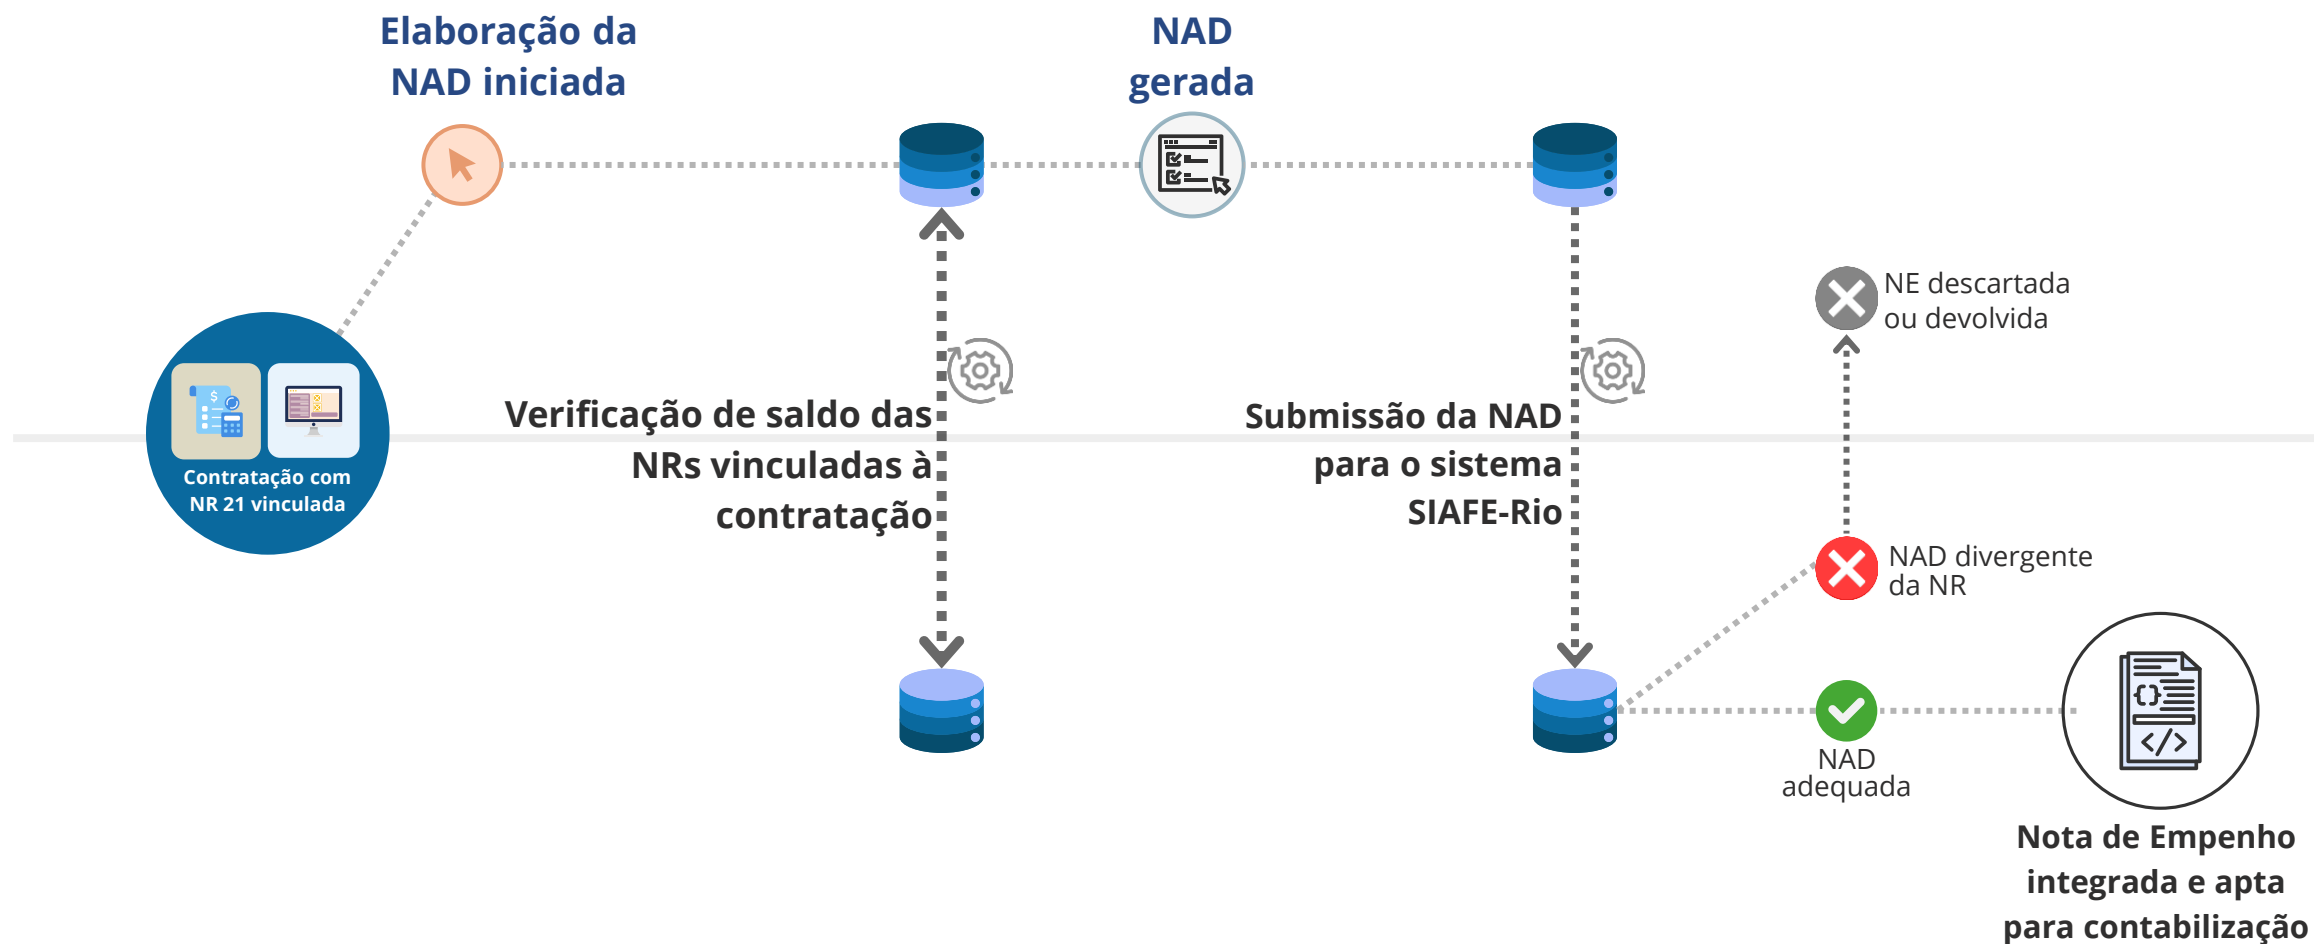 Elaboração da
NAD iniciada
NAD
gerada
Contratação com
NR 21 vinculada
Verificação de saldo das
NRs vinculadas à
contratação
Submissão da NAD
para o sistema
SIAFE-Rio
NE descartada
ou devolvida
NAD divergente
da NR
NAD
adequada
Nota de Empenho
integrada e apta
para contabilização